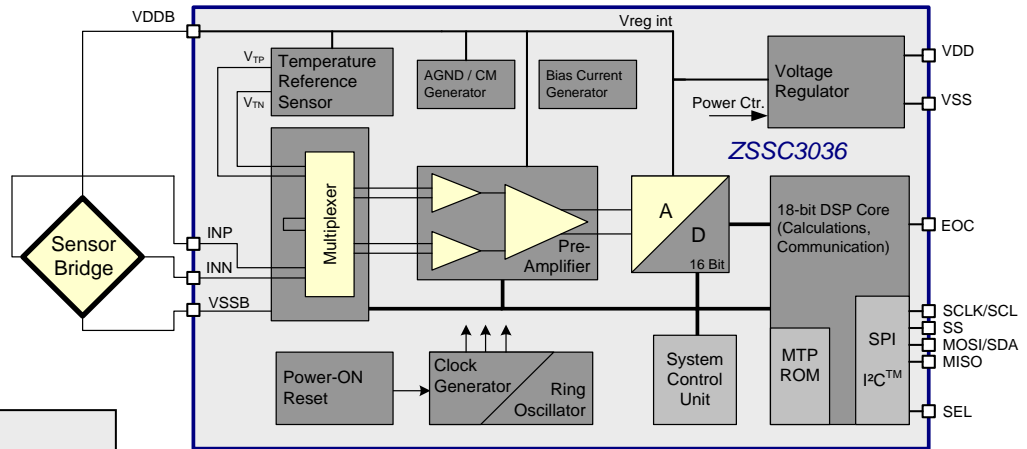 VDDB
Vreg int
VDD
VSS
VTP
VTN
Temperature
Reference
Sensor
AGND / CM
Generator
Bias Current
Generator
Voltage
Regulator
Power Ctr.
ZSSC3036
Multiplexer
Pre-
Amplifier
A
D
16 Bit
18-bit DSP Core
(Calculations,
Communication)
EOC
Sensor
Bridge
INP
INN
VSSB
SCLK/SCL
SS
MOSI/SDA
MISO
SEL
Power-ON
Reset
Clock
Generator
Ring
Oscillator
System
Control
Unit
MTP
ROM
SPI
I²C™